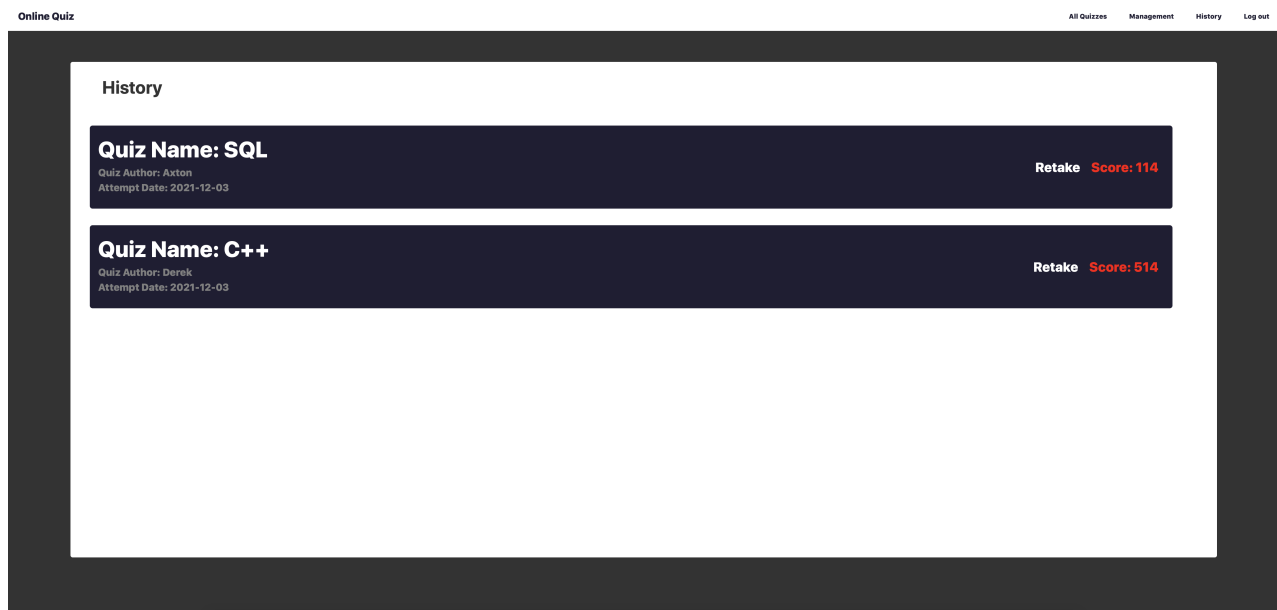 Online Quiz
All Quizzes Management History Log out
History
Quiz Name: SQL
Quiz Author: Axton
Attempt Date: 2021-12-03
Retake Score: 114
Quiz Name: C++
Quiz Author: Derek
Attempt Date: 2021-12-03
Retake Score: 514